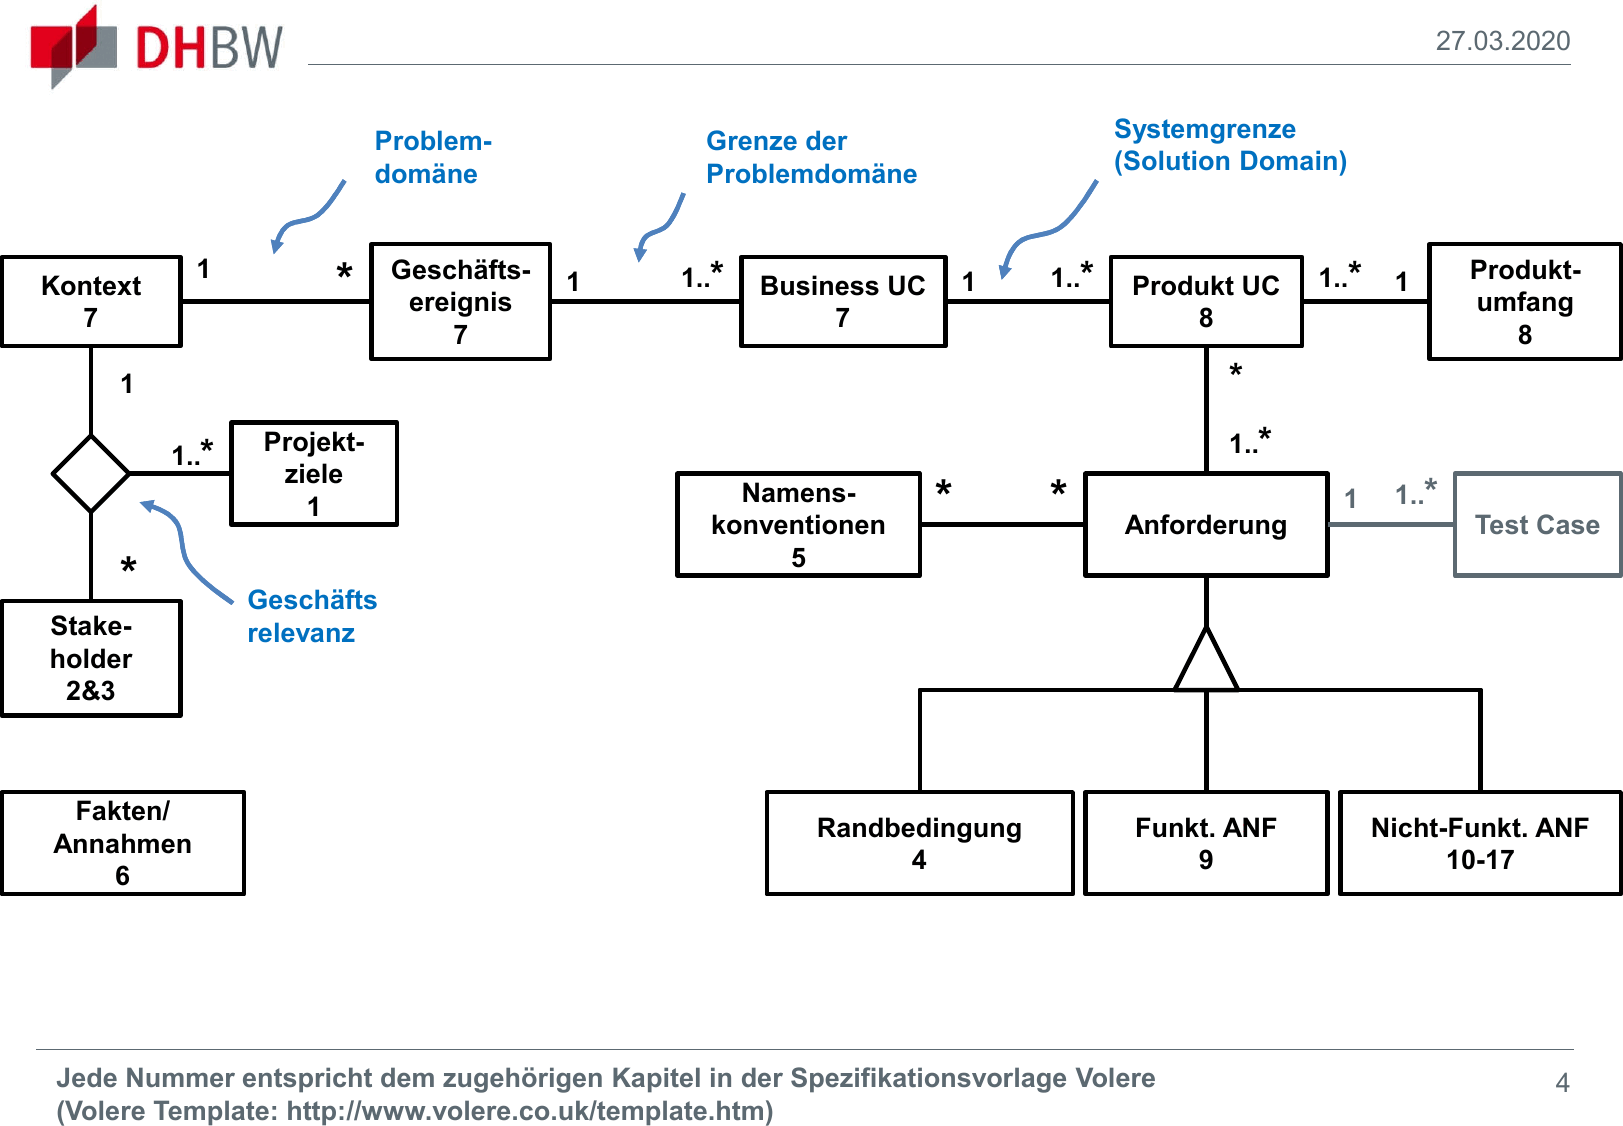 DHBW
27.03.2020
Problem-
domäne
Grenze der
Problemdomäne
Systemgrenze
(Solution Domain)
Kontext
7
1
*
Geschäfts-
ereignis
7
1
1..*
Business UC
7
1
1..*
Produkt UC
8
1..*
1
Produkt-
umfang
8
1
1..*
Projekt-
ziele
1
*
Geschäfts
relevanz
Stake-
holder
2&3
*
1..*
Namens-
konventionen
5
*
*
Anforderung
1
1..*
Test Case
Fakten/
Annahmen
6
Randbedingung
4
Funkt. ANF
9
Nicht-Funkt. ANF
10-17
Jede Nummer entspricht dem zugehörigen Kapitel in der Spezifikationsvorlage Volere
(Volere Template: http://www.volere.co.uk/template.htm)
4